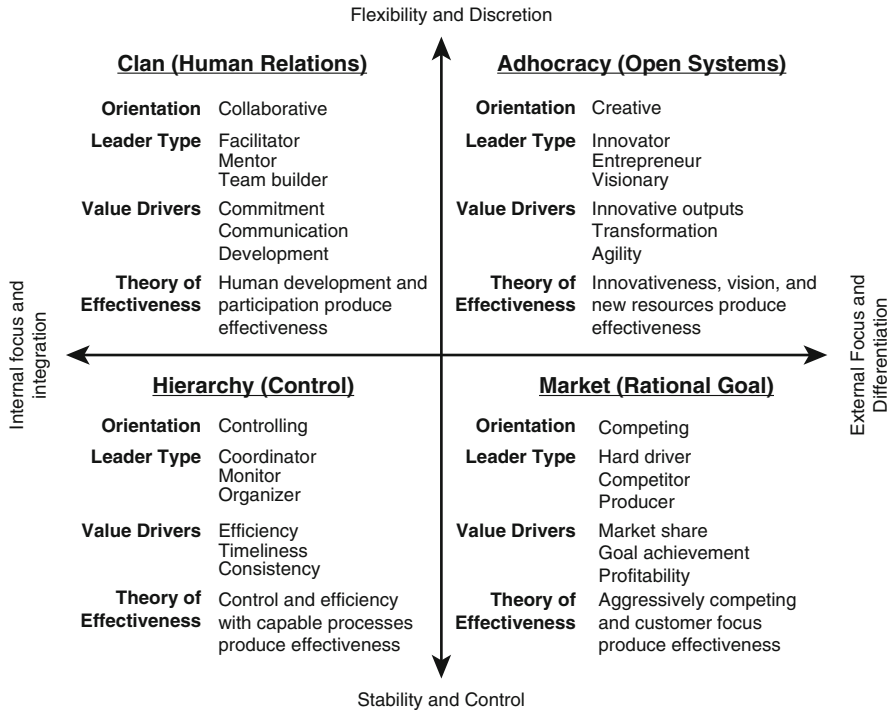 Flexibility and Discretion
Clan (Human Relations)
Orientation Collaborative
Leader Type Facilitator
Mentor
Team builder
Value Drivers Commitment
Communication
Development
Theory of Human development and
Effectiveness participation produce
effectiveness
Adhocracy (Open Systems)
Orientation Creative
Leader Type Innovator
Entrepreneur
Visionary
Value Drivers Innovative outputs
Transformation
Agility
Theory of Innovativeness, vision, and
Effectiveness new resources produce
effectiveness
Internal focus and
integration
External Focus and
Differentiation
Hierarchy (Control)
Orientation Controlling
Leader Type Coordinator
Monitor
Organizer
Value Drivers Efficiency
Timeliness
Consistency
Theory of Control and efficiency
Effectiveness with capable processes
produce effectiveness
Market (Rational Goal)
Orientation Competing
Leader Type Hard driver
Competitor
Producer
Value Drivers Market share
Goal achievement
Profitability
Theory of Aggressively competing
Effectiveness and customer focus
produce effectiveness
Stability and Control